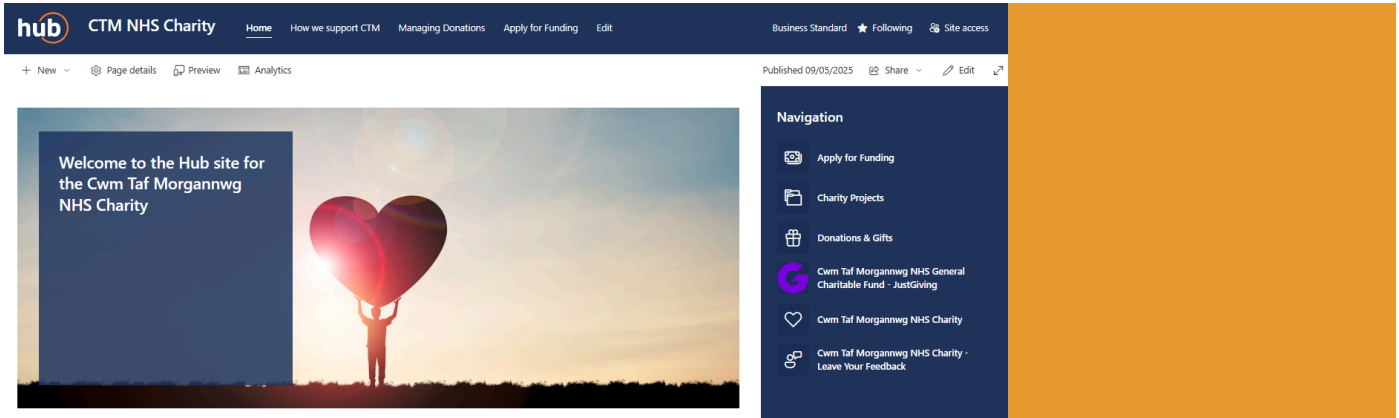 hub CTM NHS Charity Home How we support CTM Managing Donations Apply for Funding Edit Business Standard Following Site access
New Page details Preview Analytics Published 09/05/2025 Share Edit
Welcome to the Hub site for
the Cwm Taf Morgannwg
NHS Charity
Navigation
Apply for Funding
Charity Projects
Donations & Gifts
Cwm Taf Morgannwg NHS General
Charitable Fund - JustGiving
Cwm Taf Morgannwg NHS Charity
Cwm Taf Morgannwg NHS Charity -
Leave Your Feedback